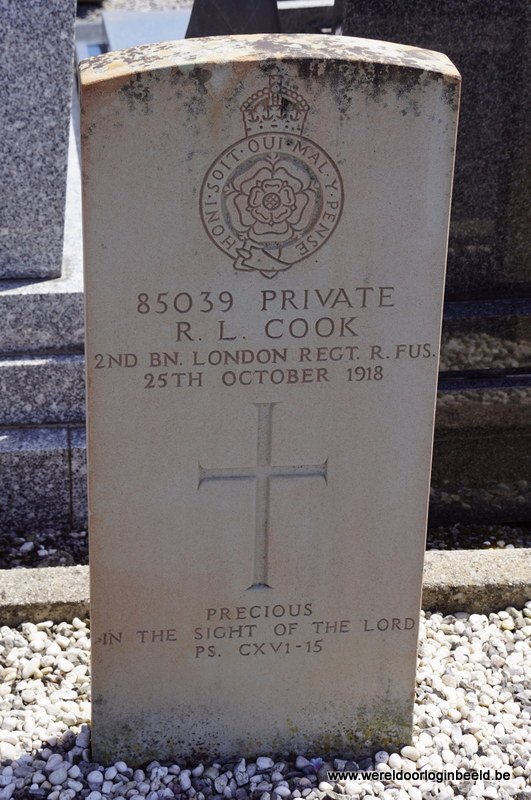 HONI·SOIT·QUI·MAL·Y·PENSE
85039 PRIVATE
R. L. COOK
2ND BN. LONDON REGT. R. FUS.
25TH OCTOBER 1918
PRECIOUS
IN THE SIGHT OF THE LORD
PS. CXVI-15
www.wereldoorloginbeeld.be